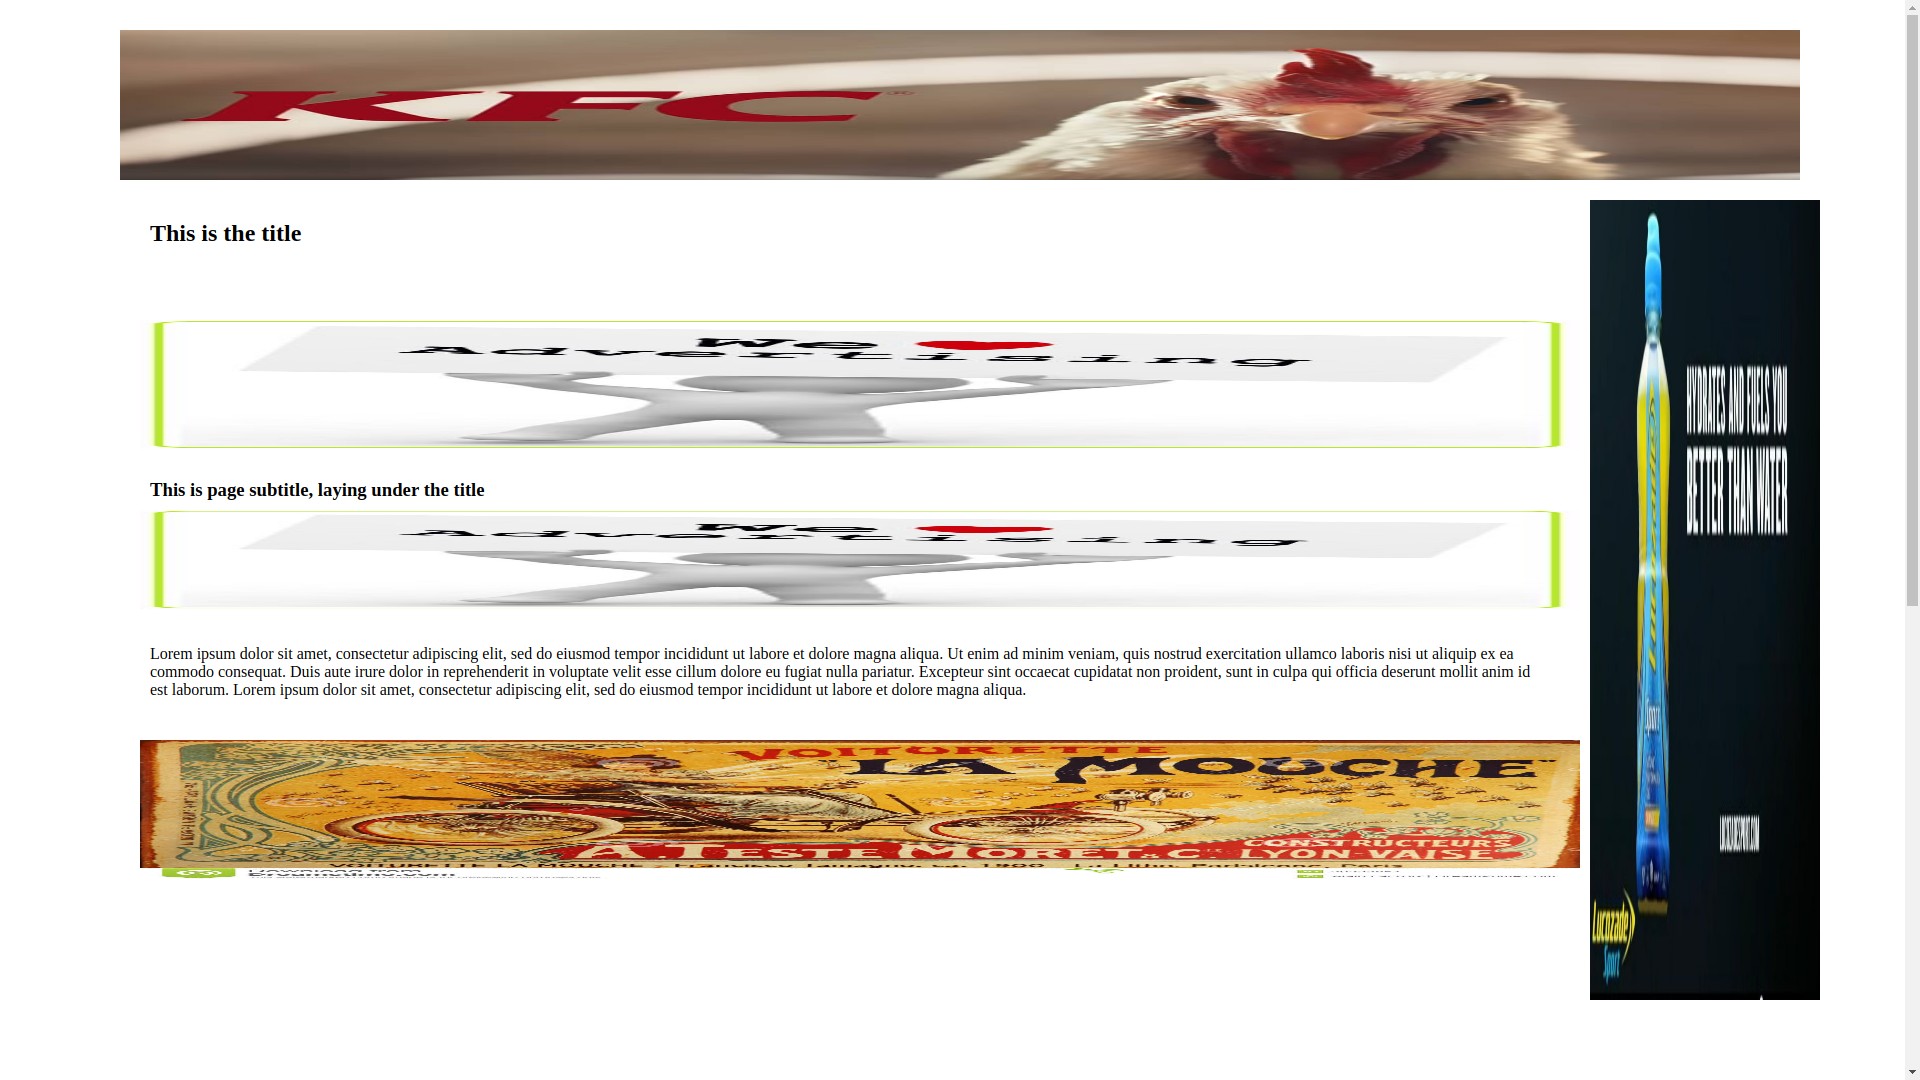 KFC®
This is the title
We
Advertising
This is page subtitle, laying under the title
We
Advertising
Lorem ipsum dolor sit amet, consectetur adipiscing elit, sed do eiusmod tempor incididunt ut labore et dolore magna aliqua. Ut enim ad minim veniam, quis nostrud exercitation ullamco laboris nisi ut aliquip ex ea
commodo consequat. Duis aute irure dolor in reprehenderit in voluptate velit esse cillum dolore eu fugiat nulla pariatur. Excepteur sint occaecat cupidatat non proident, sunt in culpa qui officia deserunt mollit anim id
est laborum. Lorem ipsum dolor sit amet, consectetur adipiscing elit, sed do eiusmod tempor incididunt ut labore et dolore magna aliqua.
VOITURETTE
"LA MOUCHE"
CONSTRUCTEURS
A.TESTE MORET & C. LYON-VAISE
HYDRATES AND FUELS YOU
BETTER THAN WATER
Sport
LUCOZADESPORT.COM
Lucozade
Sport